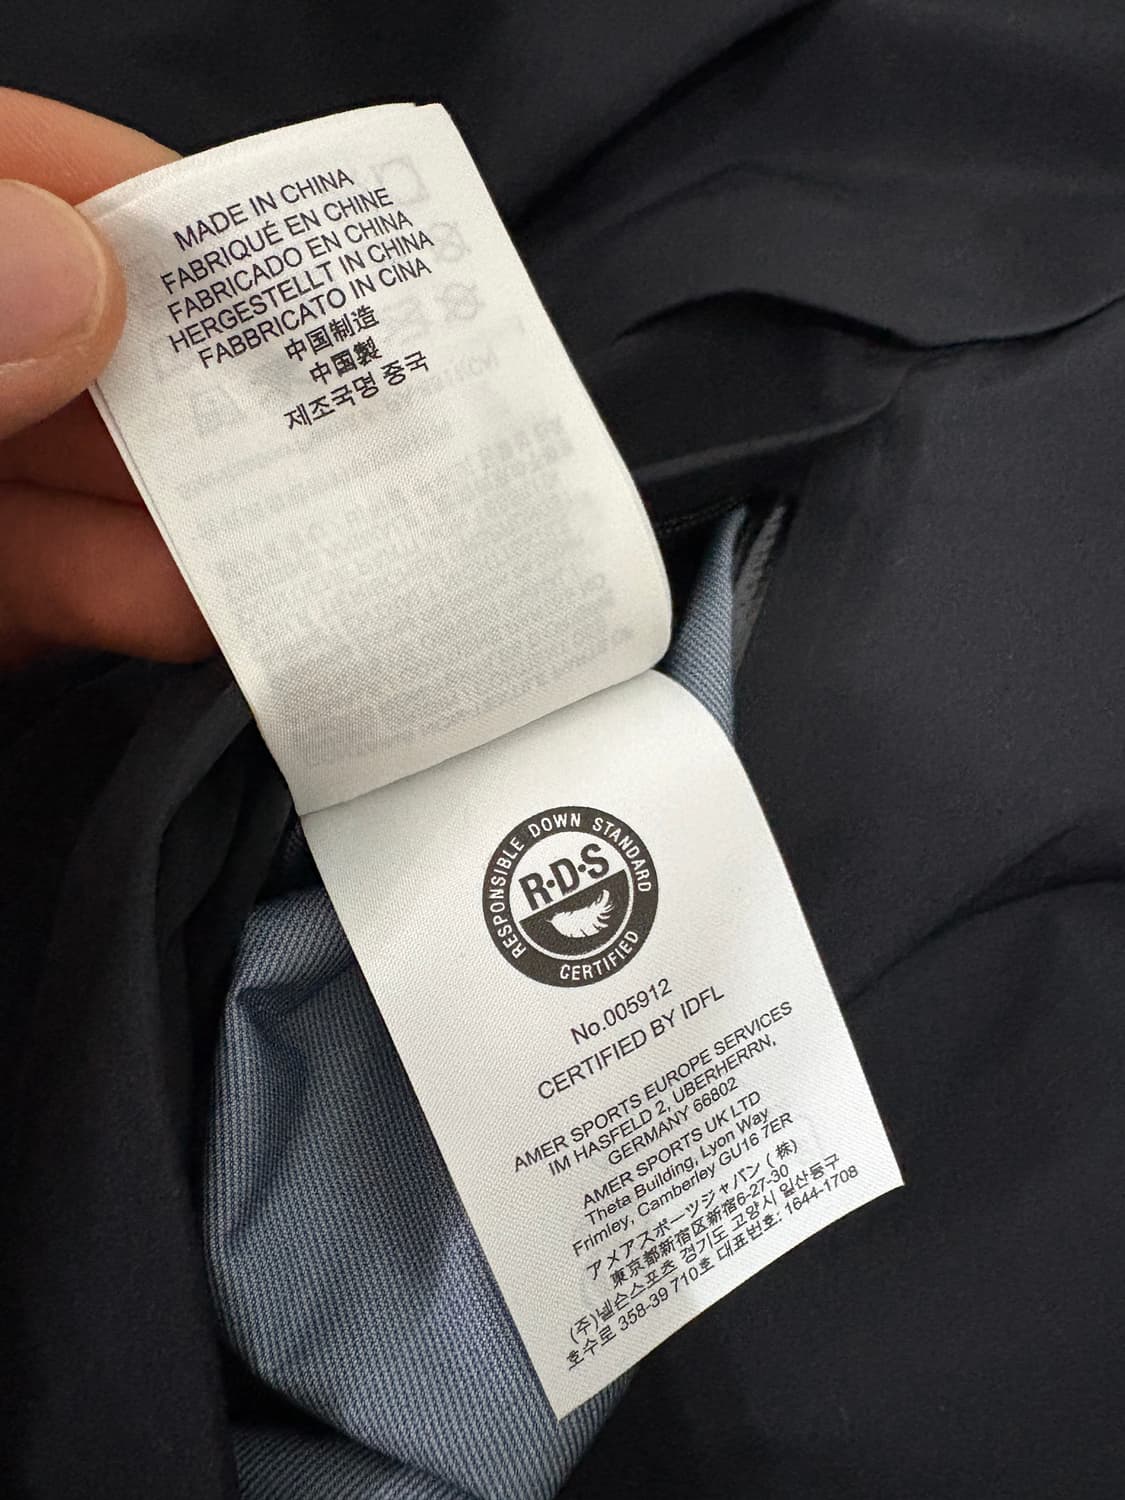 MADE IN CHINA
FABRIQUÉ EN CHINE
FABRICADO EN CHINA
HERGESTELLT IN CHINA
FABBRICATO IN CINA
中国制造
中国製
제조국명 중국
RESPONSIBLE DOWN STANDARD
R·D·S
CERTIFIED
No.005912
CERTIFIED BY IDFL
AMER SPORTS EUROPE SERVICES
IM HASFELD 2, UBERHERRN,
GERMANY 66802
AMER SPORTS UK LTD
Theta Building, Lyon Way
Frimley, Camberley GU16 7ER
アメアスポーツジャパン (株)
東京都新宿区新宿6-27-30
(주)넬슨스포츠 경기도 고양시 일산동구
호수로 358-39 710호 대표번호: 1644-1708